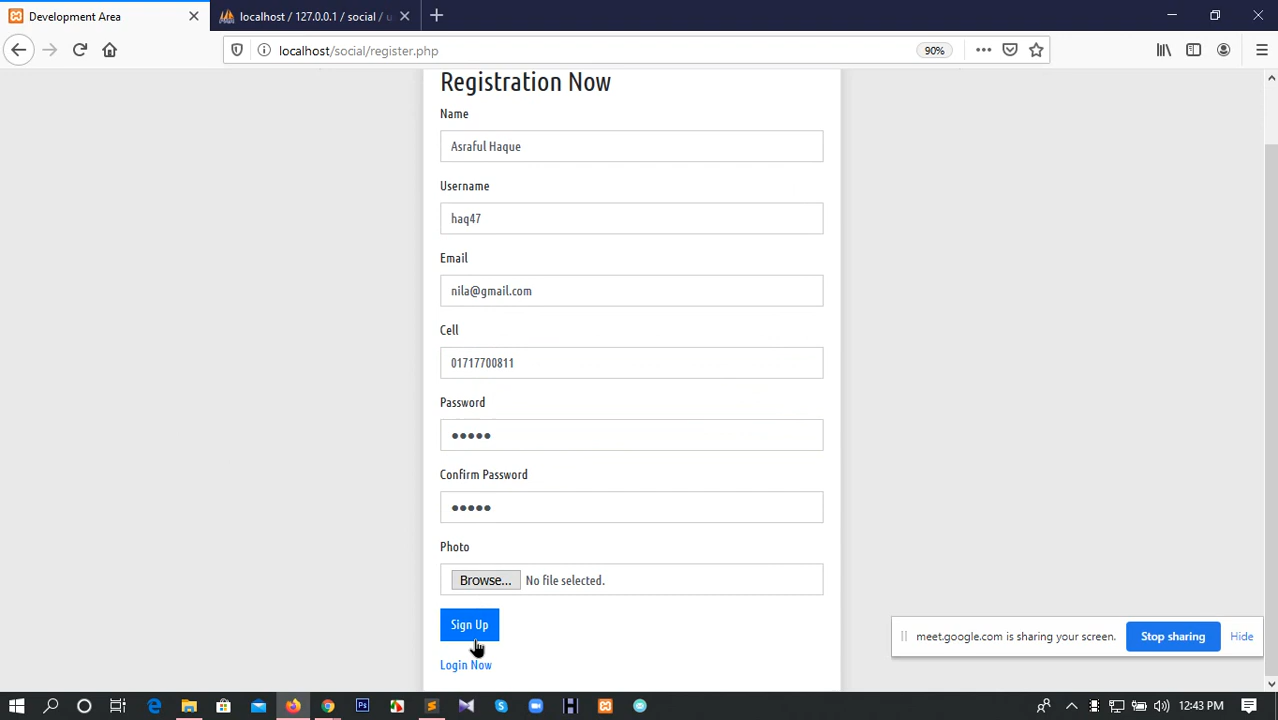 Development Area
localhost / 127.0.0.1 / social / u
localhost/social/register.php
90%
Registration Now
Name
Asraful Haque
Username
haq47
Email
nila@gmail.com
Cell
01717700811
Password
●●●●●
Confirm Password
●●●●●
Photo
Browse... No file selected.
Sign Up
Login Now
meet.google.com is sharing your screen. Stop sharing Hide
12:43 PM